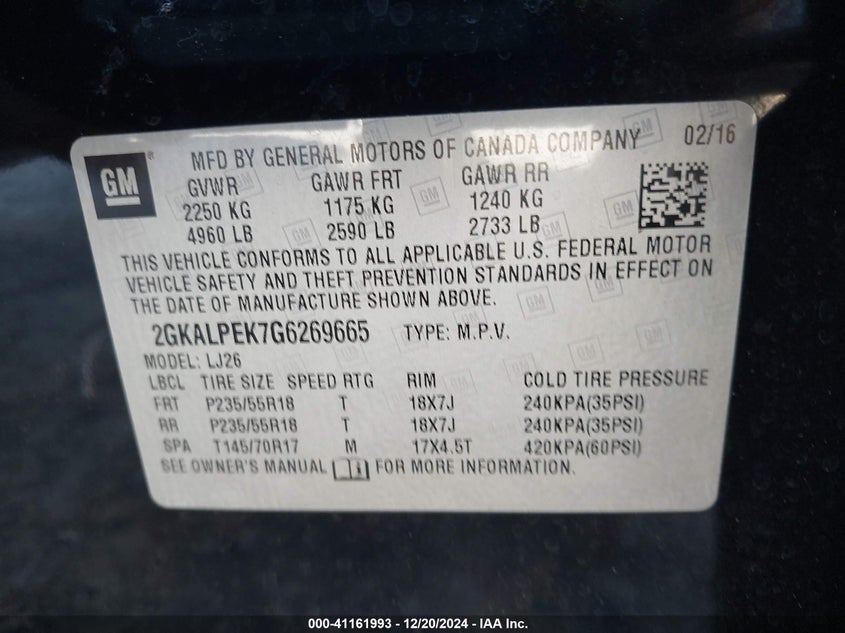 GM
MFD BY GENERAL MOTORS OF CANADA COMPANY 02/16
GVWR GAWR FRT GAWR RR
2250 KG 1175 KG 1240 KG
4960 LB 2590 LB 2733 LB
THIS VEHICLE CONFORMS TO ALL APPLICABLE U.S. FEDERAL MOTOR
VEHICLE SAFETY AND THEFT PREVENTION STANDARDS IN EFFECT ON
THE DATE OF MANUFACTURE SHOWN ABOVE.
2GKALPEK7G6269665 TYPE: M.P.V.
MODEL: LJ26
LBCL TIRE SIZE SPEED RTG RIM COLD TIRE PRESSURE
FRT P235/55R18 T 18X7J 240KPA(35PSI)
RR P235/55R18 T 18X7J 240KPA(35PSI)
SPA T145/70R17 M 17X4.5T 420KPA(60PSI)
SEE OWNER'S MANUAL FOR MORE INFORMATION.
000-41161993 - 12/20/2024 - IAA Inc.